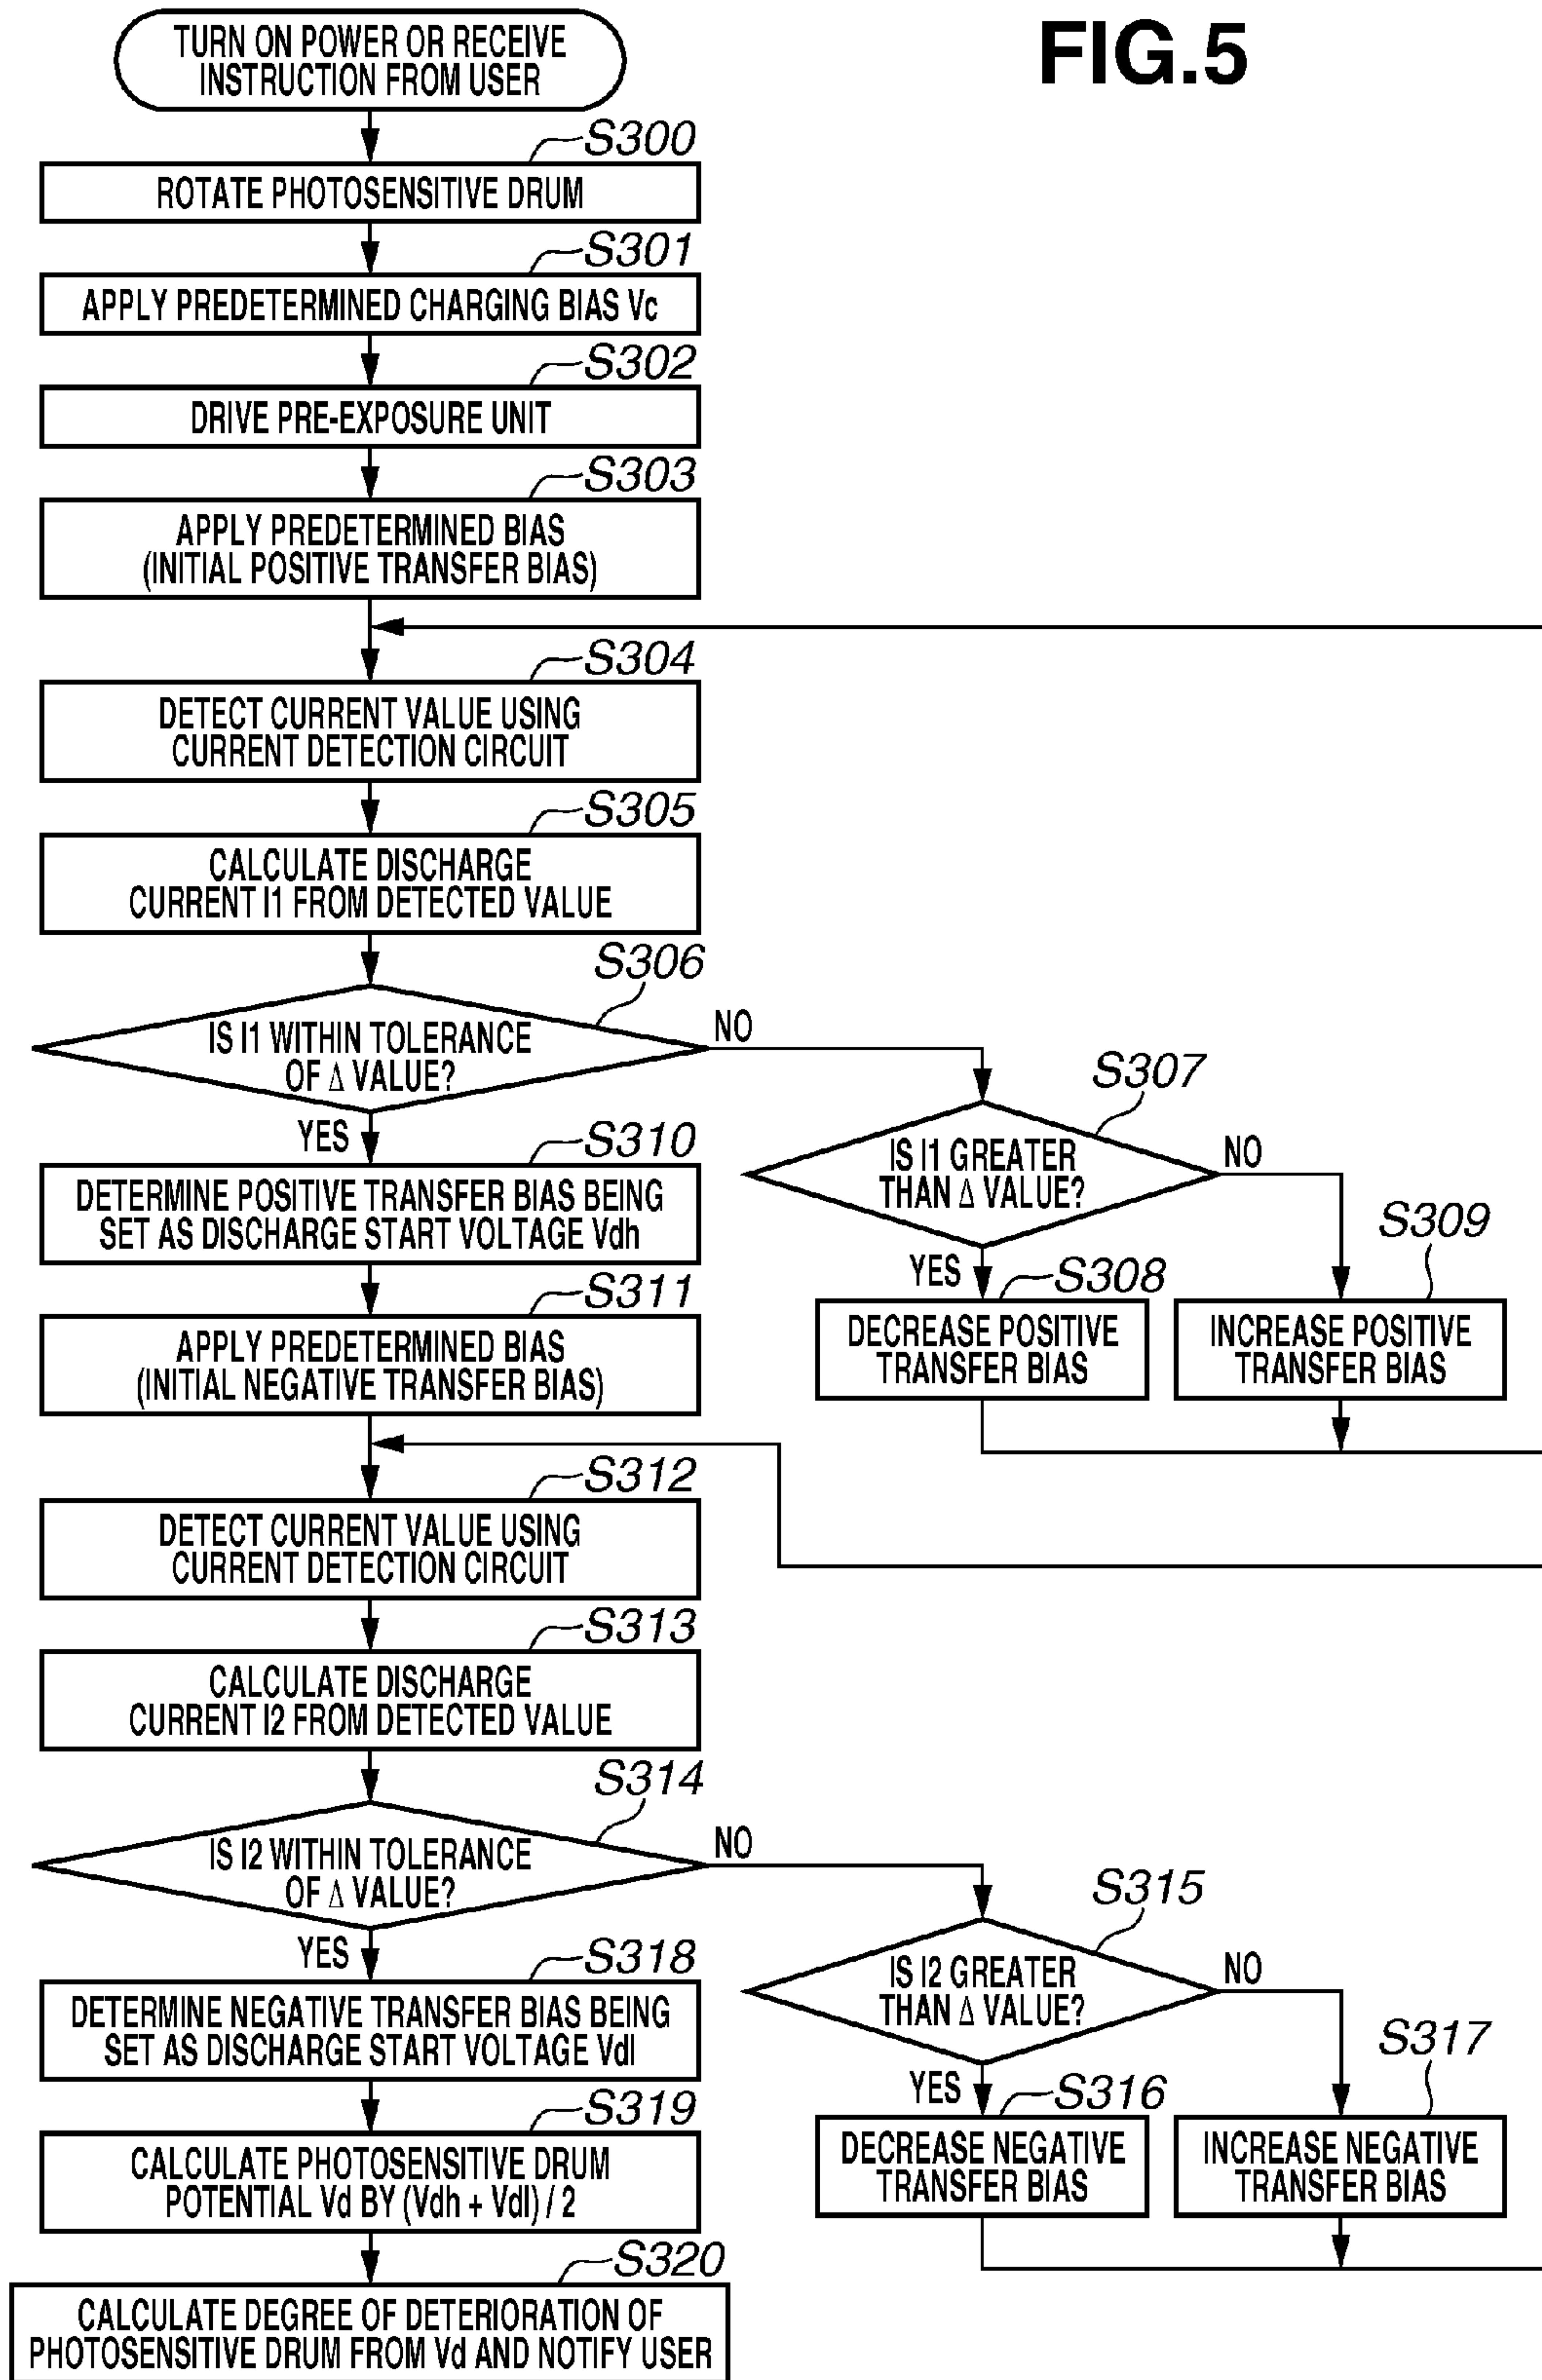 FIG.5
TURN ON POWER OR RECEIVE
INSTRUCTION FROM USER
S300
ROTATE PHOTOSENSITIVE DRUM
S301
APPLY PREDETERMINED CHARGING BIAS Vc
S302
DRIVE PRE-EXPOSURE UNIT
S303
APPLY PREDETERMINED BIAS
(INITIAL POSITIVE TRANSFER BIAS)
S304
DETECT CURRENT VALUE USING
CURRENT DETECTION CIRCUIT
S305
CALCULATE DISCHARGE
CURRENT I1 FROM DETECTED VALUE
S306
IS I1 WITHIN TOLERANCE
OF Δ VALUE?
NO
YES
S307
IS I1 GREATER
THAN Δ VALUE?
NO
YES
S308
DECREASE POSITIVE
TRANSFER BIAS
S309
INCREASE POSITIVE
TRANSFER BIAS
S310
DETERMINE POSITIVE TRANSFER BIAS BEING
SET AS DISCHARGE START VOLTAGE Vdh
S311
APPLY PREDETERMINED BIAS
(INITIAL NEGATIVE TRANSFER BIAS)
S312
DETECT CURRENT VALUE USING
CURRENT DETECTION CIRCUIT
S313
CALCULATE DISCHARGE
CURRENT I2 FROM DETECTED VALUE
S314
IS I2 WITHIN TOLERANCE
OF Δ VALUE?
NO
YES
S315
IS I2 GREATER
THAN Δ VALUE?
NO
YES
S316
DECREASE NEGATIVE
TRANSFER BIAS
S317
INCREASE NEGATIVE
TRANSFER BIAS
S318
DETERMINE NEGATIVE TRANSFER BIAS BEING
SET AS DISCHARGE START VOLTAGE Vdl
S319
CALCULATE PHOTOSENSITIVE DRUM
POTENTIAL Vd BY (Vdh + Vdl) / 2
S320
CALCULATE DEGREE OF DETERIORATION OF
PHOTOSENSITIVE DRUM FROM Vd AND NOTIFY USER